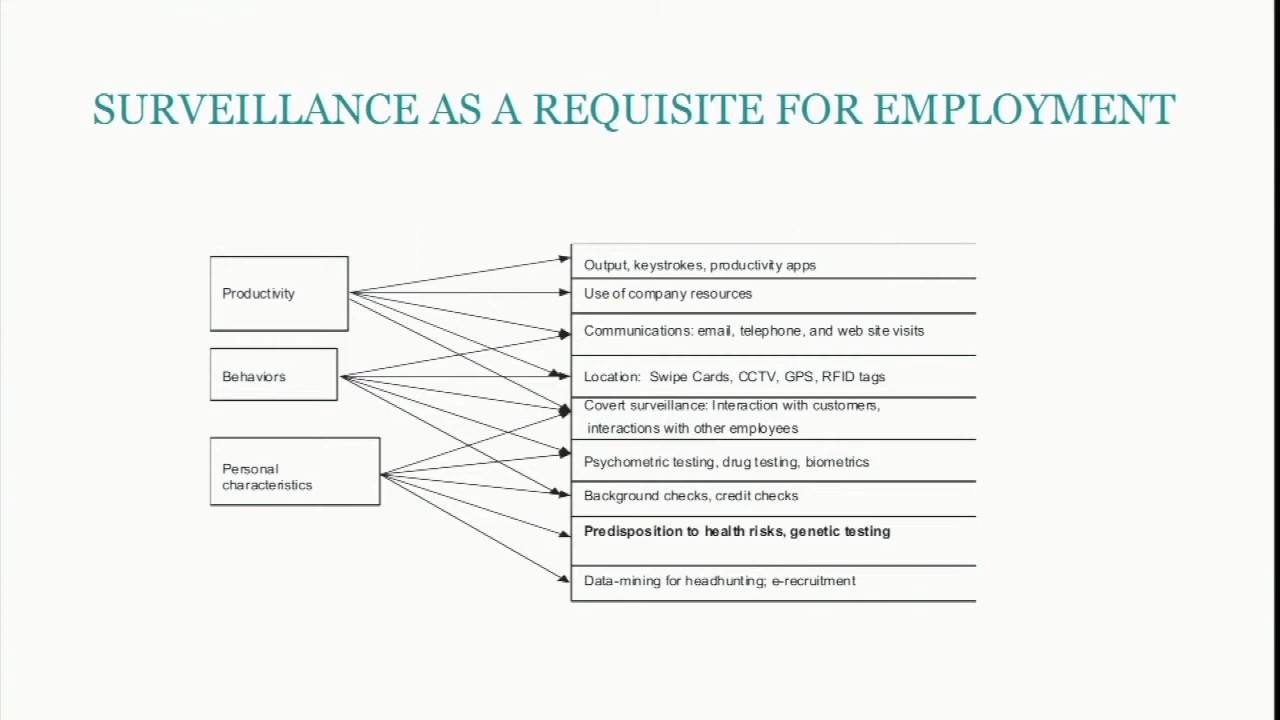 SURVEILLANCE AS A REQUISITE FOR EMPLOYMENT
Productivity
Behaviors
Personal
characteristics
Output, keystrokes, productivity apps
Use of company resources
Communications: email, telephone, and web site visits
Location: Swipe Cards, CCTV, GPS, RFID tags
Covert surveillance: Interaction with customers,
interactions with other employees
Psychometric testing, drug testing, biometrics
Background checks, credit checks
Predisposition to health risks, genetic testing
Data-mining for headhunting; e-recruitment